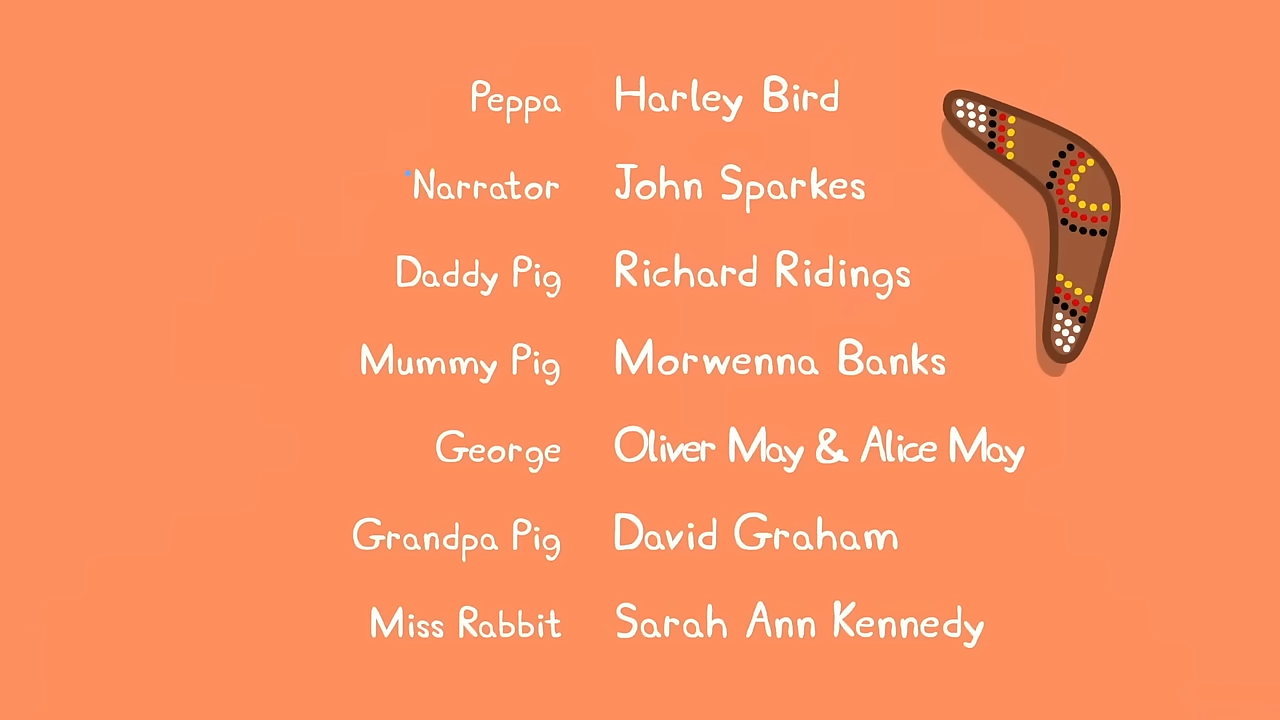 Peppa Harley Bird
Narrator John Sparkes
Daddy Pig Richard Ridings
Mummy Pig Morwenna Banks
George Oliver May & Alice May
Grandpa Pig David Graham
Miss Rabbit Sarah Ann Kennedy